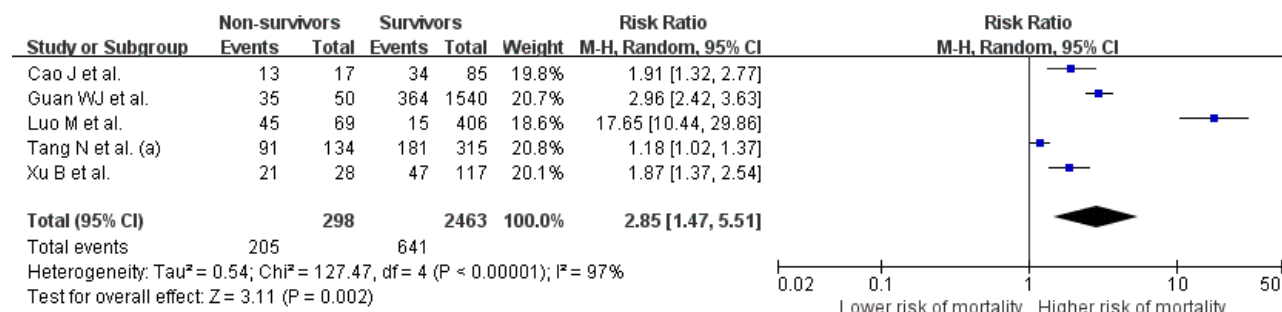 Non-survivors Survivors Risk Ratio Risk Ratio
Study or Subgroup Events Total Events Total Weight M-H, Random, 95% CI M-H, Random, 95% CI
Cao J et al. 13 17 34 85 19.8% 1.91 [1.32, 2.77]
Guan WJ et al. 35 50 364 1540 20.7% 2.96 [2.42, 3.63]
Luo M et al. 45 69 15 406 18.6% 17.65 [10.44, 29.86]
Tang N et al. (a) 91 134 181 315 20.8% 1.18 [1.02, 1.37]
Xu B et al. 21 28 47 117 20.1% 1.87 [1.37, 2.54]
Total (95% CI) 298 2463 100.0% 2.85 [1.47, 5.51]
Total events 205 641
Heterogeneity: Tau² = 0.54; Chi² = 127.47, df = 4 (P < 0.00001); I² = 97%
Test for overall effect: Z = 3.11 (P = 0.002)
0.02 0.1 1 10 50
Lower risk of mortality Higher risk of mortality